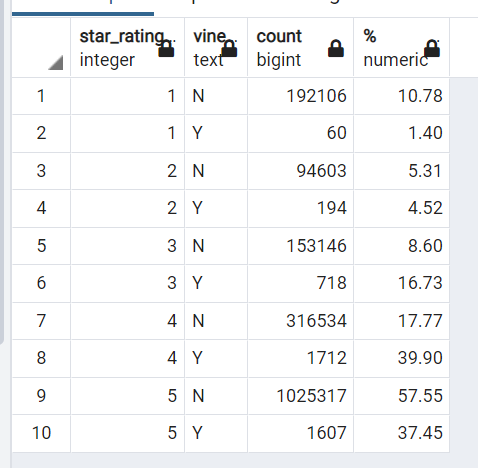 star_rating vine count %
integer text bigint numeric
1 1 N 192106 10.78
2 1 Y 60 1.40
3 2 N 94603 5.31
4 2 Y 194 4.52
5 3 N 153146 8.60
6 3 Y 718 16.73
7 4 N 316534 17.77
8 4 Y 1712 39.90
9 5 N 1025317 57.55
10 5 Y 1607 37.45